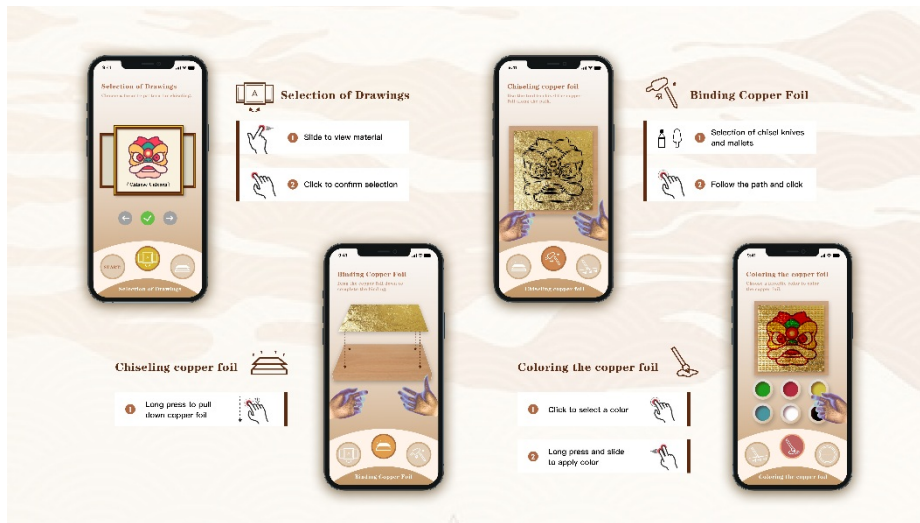 9:41
Selection of Drawings
Selection of Drawings
A
Selection of Drawings
1 Slide to view material
2 Click to confirm selection
START
Chiseling copper foil
Chiseling copper foil
Binding Copper Foil
1 Selection of chisel knives
and mallets
2 Follow the path and click
9:41
Binding Copper Foil
Binding Copper Foil
Chiseling copper foil
1 Long press to pull
down copper foil
Coloring the copper foil
1 Click to select a color
2 Long press and slide
to apply color
Coloring the copper foil
Coloring the copper foil